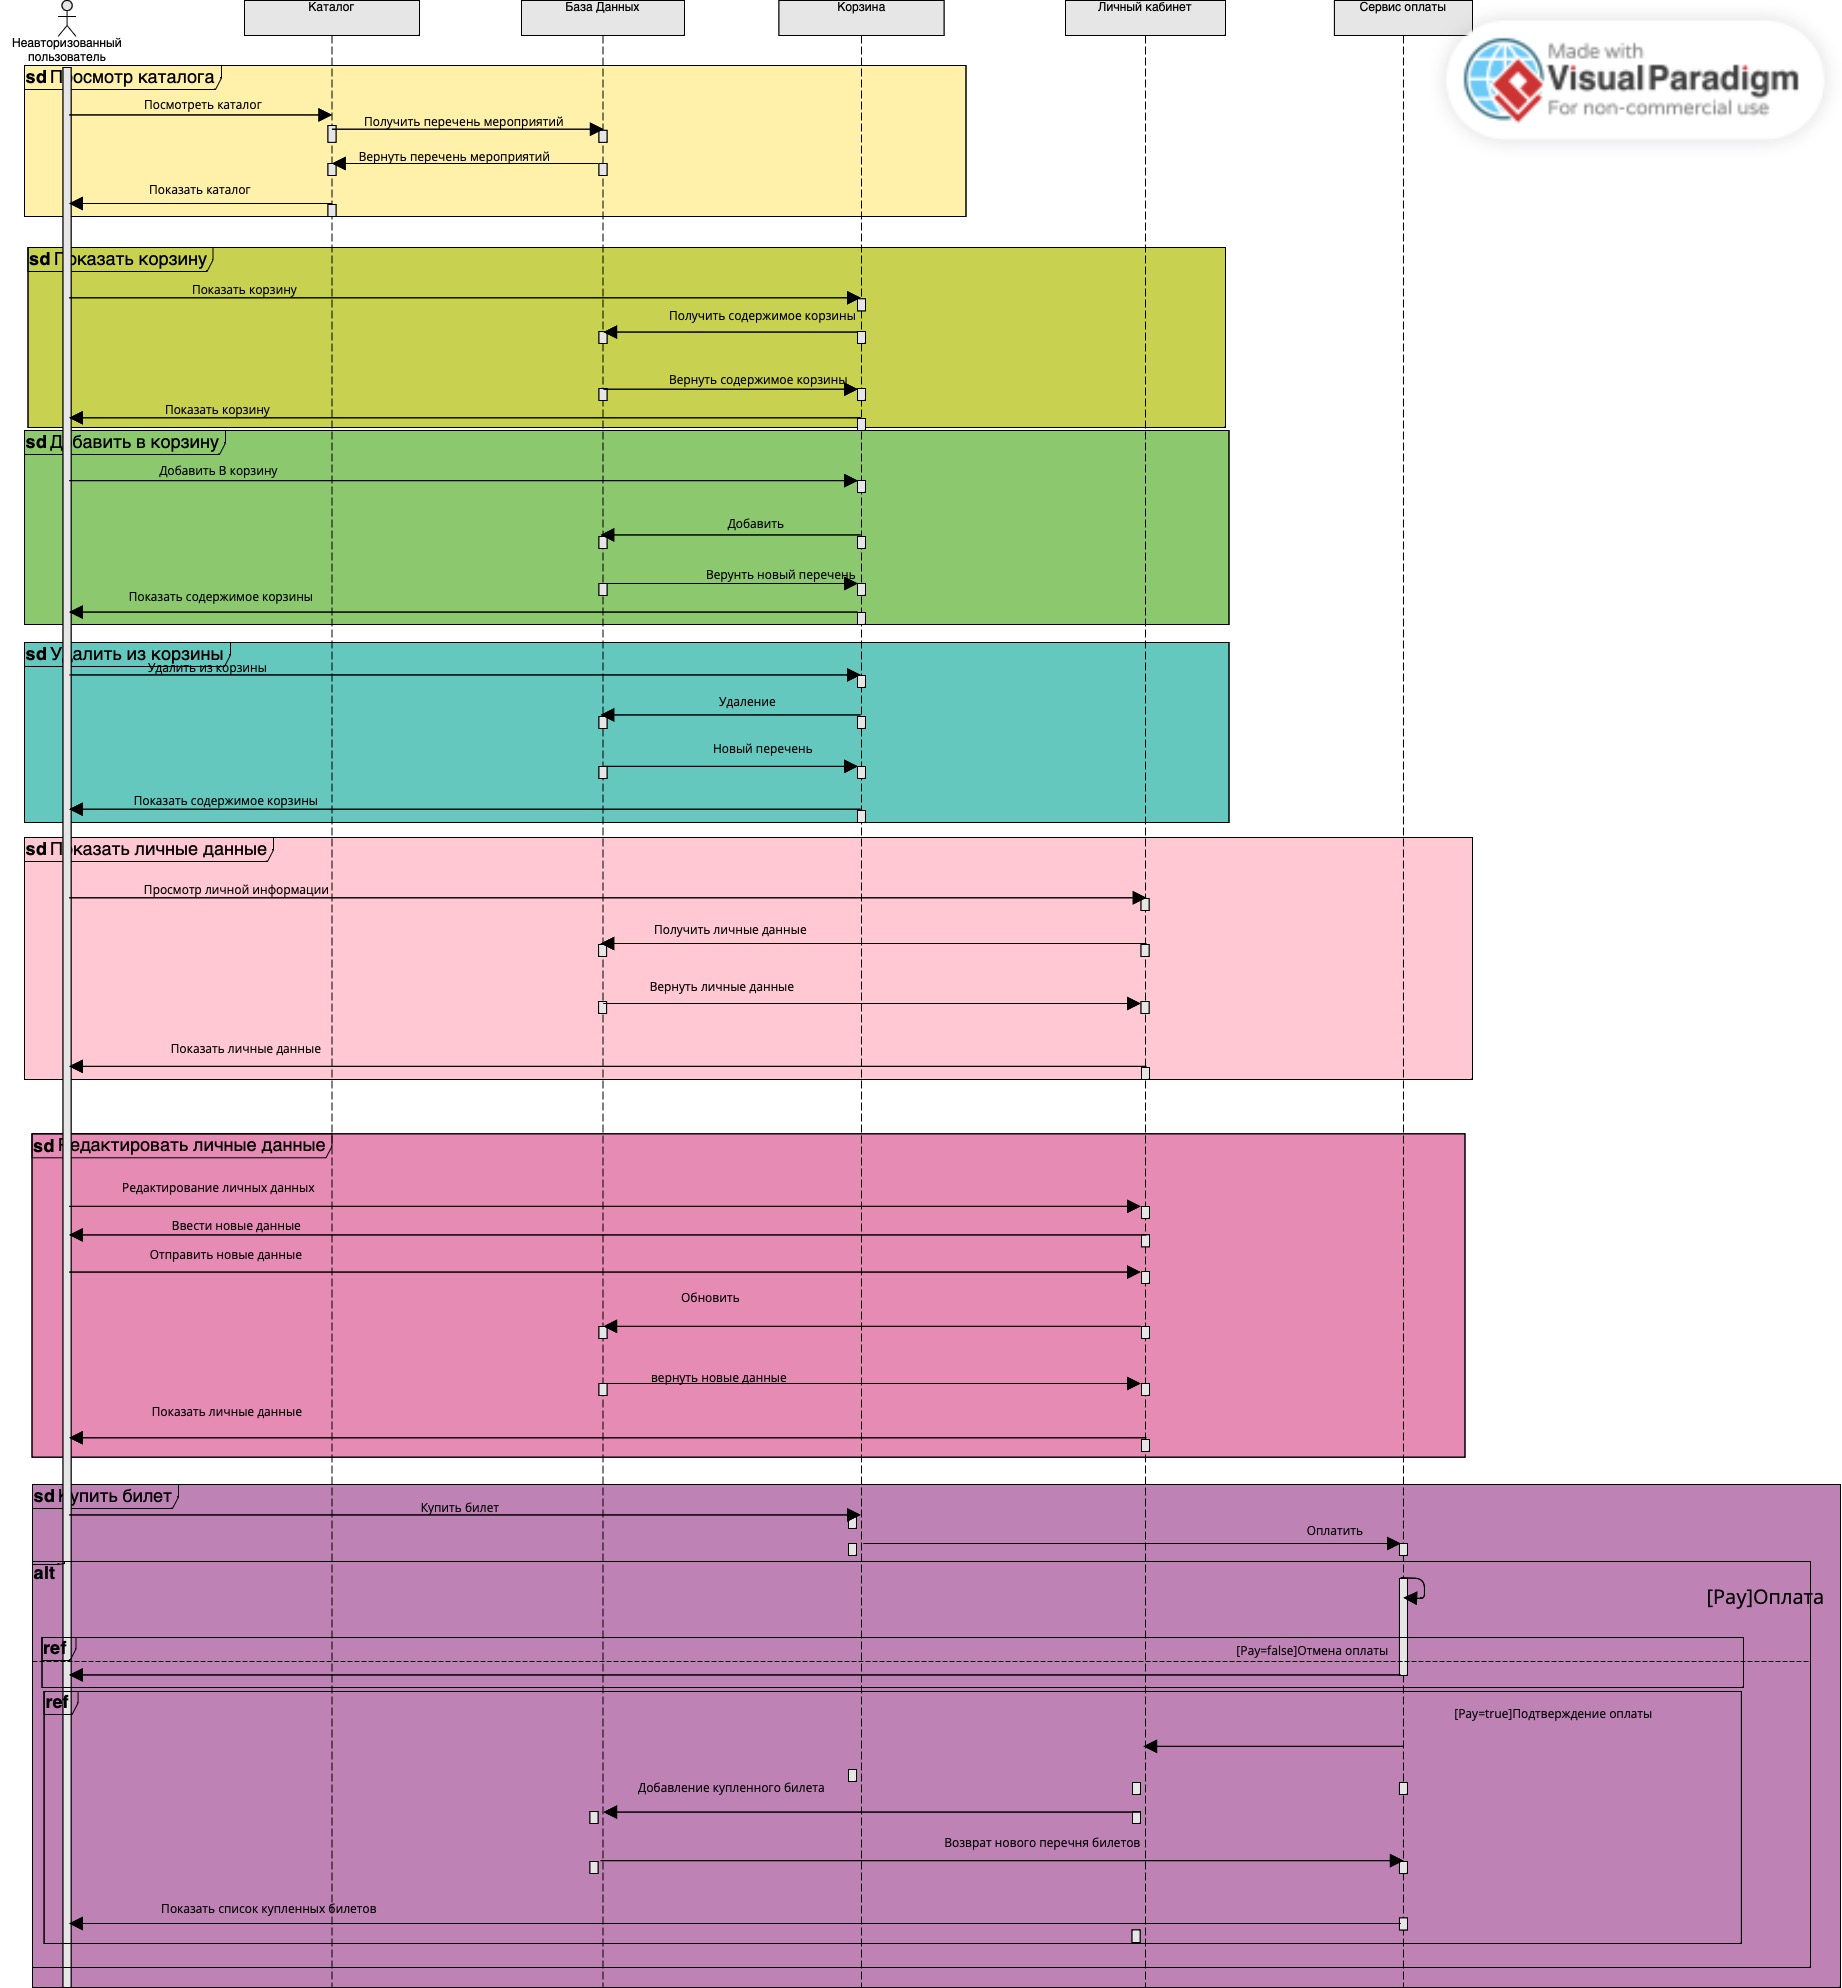 Каталог
База Данных
Корзина
Личный кабинет
Сервис оплаты
Неавторизованный
пользователь
Made with
Visual Paradigm
For non-commercial use
sd Просмотр каталога
Посмотреть каталог
Получить перечень мероприятий
Вернуть перечень мероприятий
Показать каталог
sd Показать корзину
Показать корзину
Получить содержимое корзины
Вернуть содержимое корзины
Показать корзину
sd Добавить в корзину
Добавить В корзину
Добавить
Верунть новый перечень
Показать содержимое корзины
sd Удалить из корзины
Удалить из корзины
Удаление
Новый перечень
Показать содержимое корзины
sd Показать личные данные
Просмотр личной информации
Получить личные данные
Вернуть личные данные
Показать личные данные
sd Редактировать личные данные
Редактирование личных данных
Ввести новые данные
Отправить новые данные
Обновить
вернуть новые данные
Показать личные данные
sd Купить билет
Купить билет
Оплатить
alt
[Pay]Оплата
ref
[Pay=false]Отмена оплаты
ref
[Pay=true]Подтверждение оплаты
Добавление купленного билета
Возврат нового перечня билетов
Показать список купленных билетов